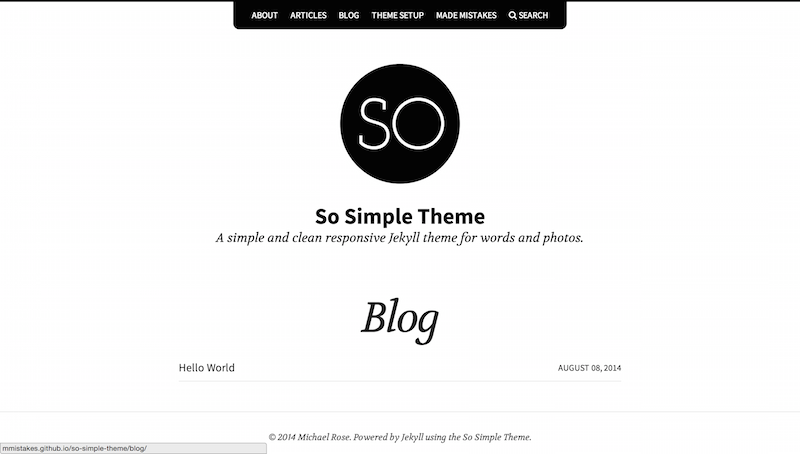 ABOUT ARTICLES BLOG THEME SETUP MADE MISTAKES SEARCH
SO
So Simple Theme
A simple and clean responsive Jekyll theme for words and photos.
Blog
Hello World AUGUST 08, 2014
© 2014 Michael Rose. Powered by Jekyll using the So Simple Theme.
mmistakes.github.io/so-simple-theme/blog/